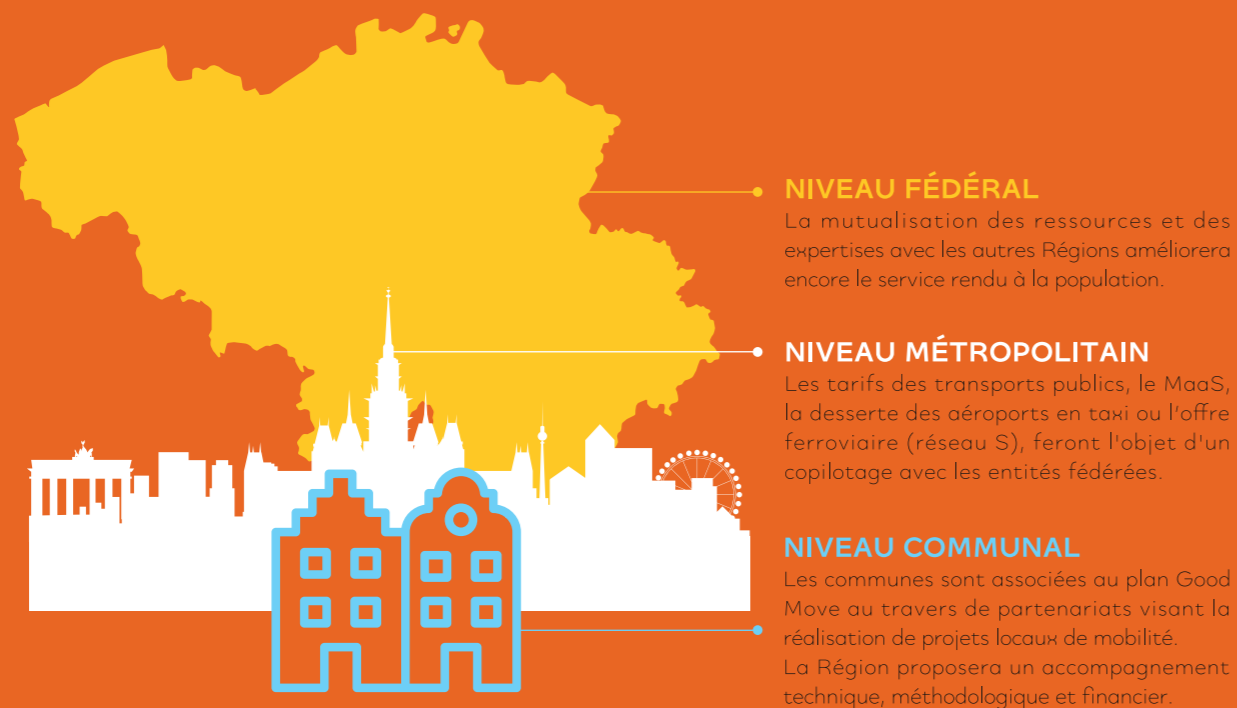 NIVEAU FÉDÉRAL
La mutualisation des ressources et des
expertises avec les autres Régions améliorera
encore le service rendu à la population.
NIVEAU MÉTROPOLITAIN
Les tarifs des transports publics, le MaaS,
la desserte des aéroports en taxi ou l'offre
ferroviaire (réseau S), feront l'objet d'un
copilotage avec les entités fédérées.
NIVEAU COMMUNAL
Les communes sont associées au plan Good
Move au travers de partenariats visant la
réalisation de projets locaux de mobilité.
La Région proposera un accompagnement
technique, méthodologique et financier.